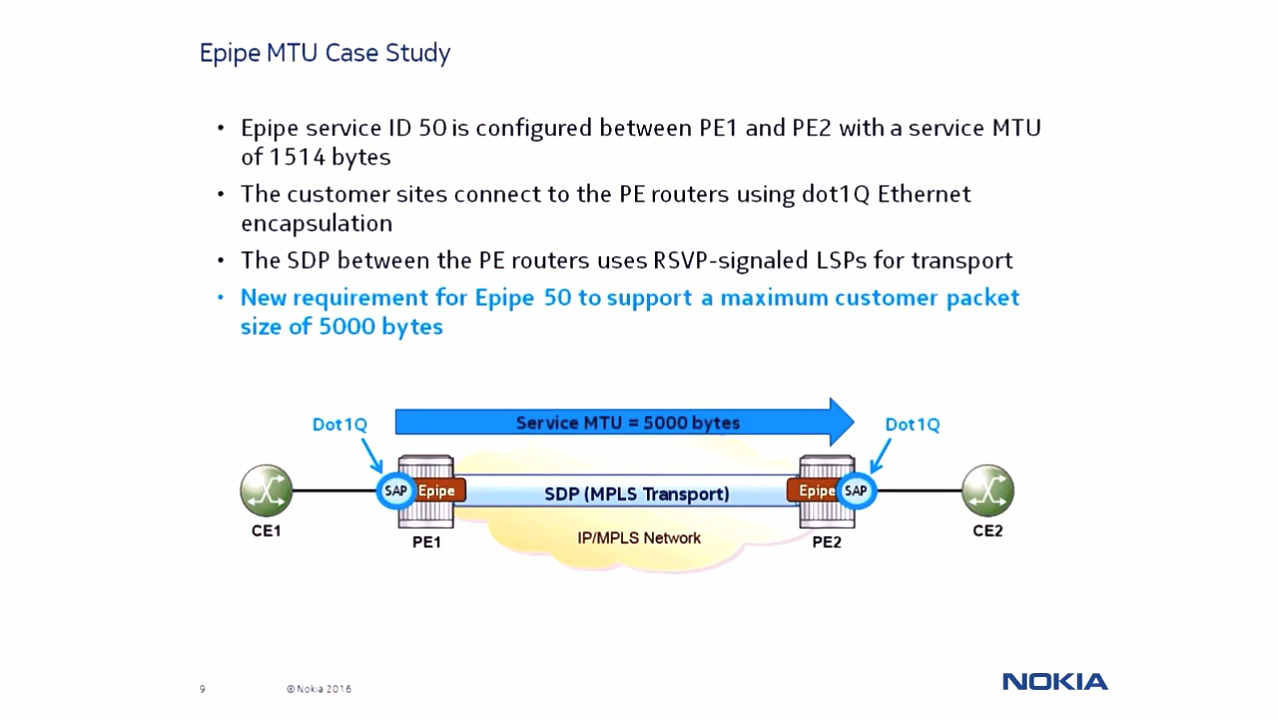 Epipe MTU Case Study
• Epipe service ID 50 is configured between PE1 and PE2 with a service MTU
of 1514 bytes
• The customer sites connect to the PE routers using dot1Q Ethernet
encapsulation
• The SDP between the PE routers uses RSVP-signaled LSPs for transport
• New requirement for Epipe 50 to support a maximum customer packet
size of 5000 bytes
Dot1Q
Service MTU = 5000 bytes
Dot1Q
SAP
Epipe
SDP (MPLS Transport)
Epipe
SAP
CE1
PE1
IP/MPLS Network
PE2
CE2
9
© Nokia 2016
NOKIA